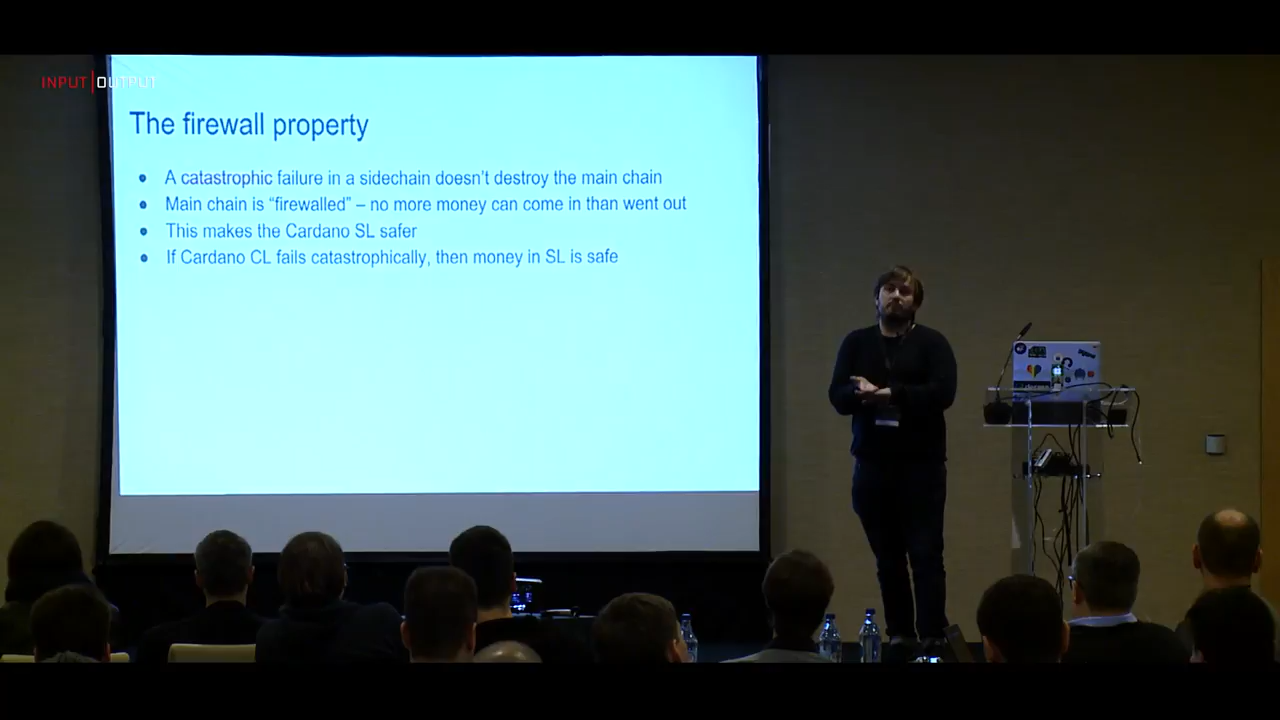 INPUT|OUTPUT
The firewall property
A catastrophic failure in a sidechain doesn't destroy the main chain
Main chain is “firewalled” – no more money can come in than went out
This makes the Cardano SL safer
If Cardano CL fails catastrophically, then money in SL is safe